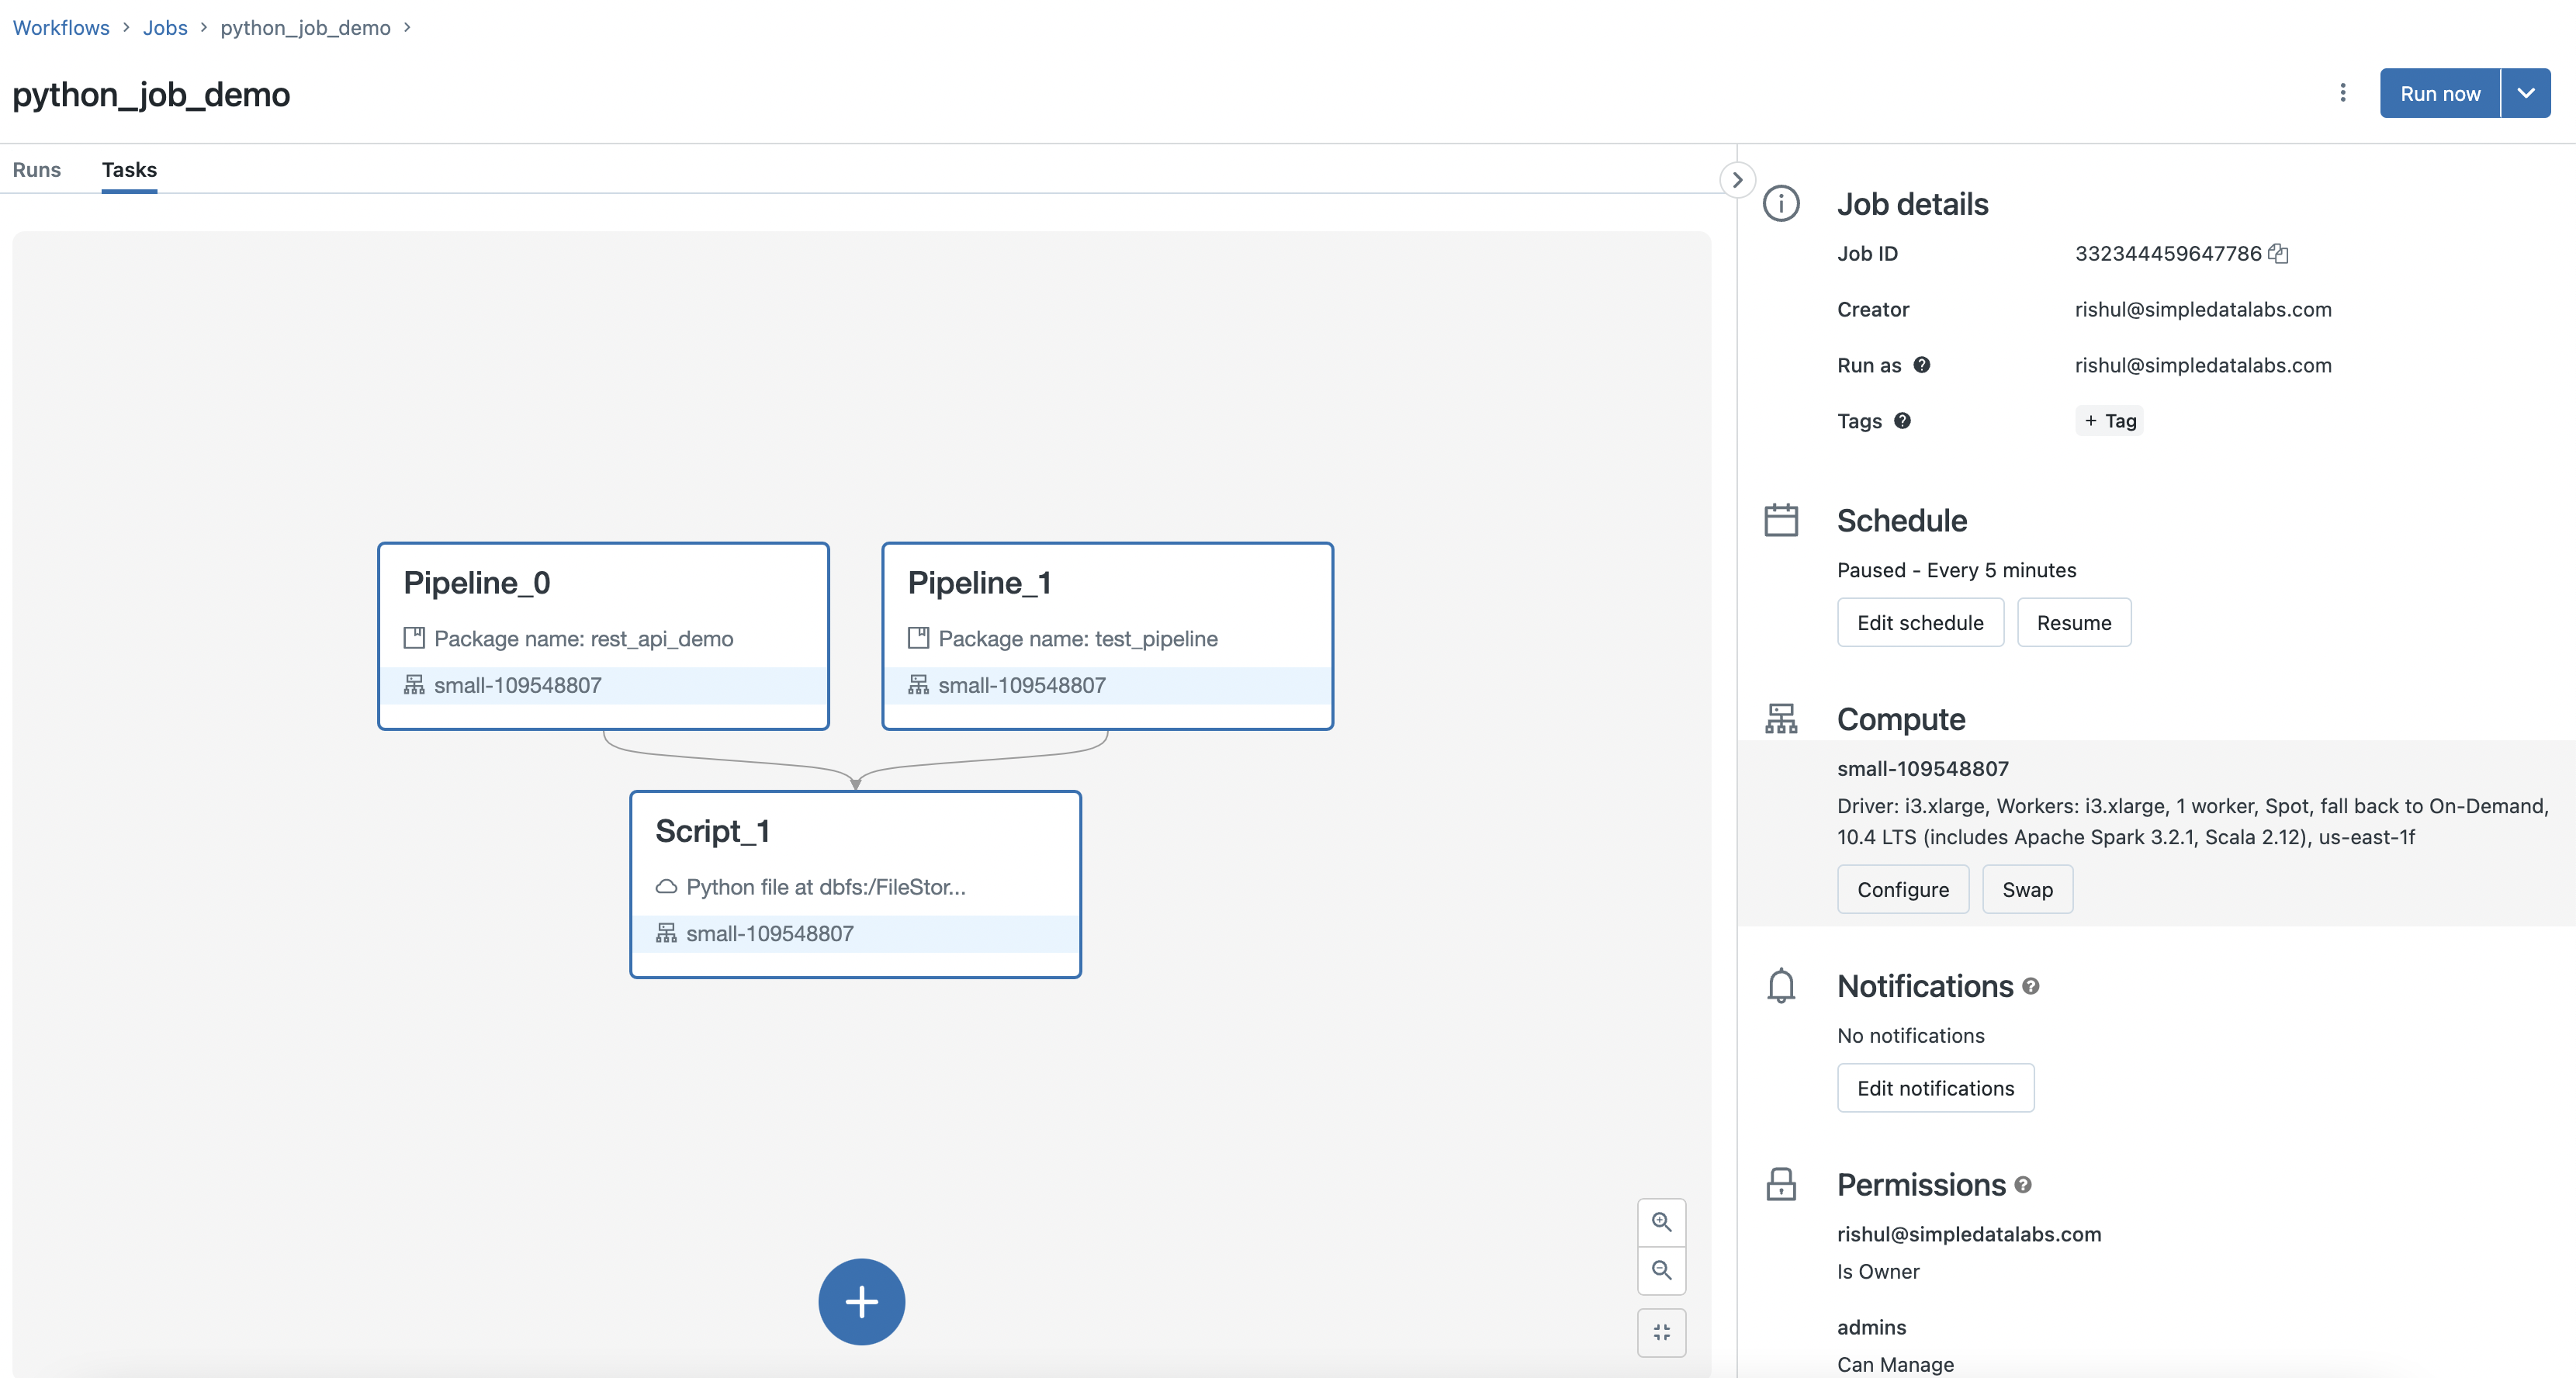 Workflows > Jobs > python_job_demo >
python_job_demo
Run now
Runs Tasks
Pipeline_0
Package name: rest_api_demo
small-109548807
Pipeline_1
Package name: test_pipeline
small-109548807
Script_1
Python file at dbfs:/FileStor...
small-109548807
Job details
Job ID 332344459647786
Creator rishul@simpledatalabs.com
Run as rishul@simpledatalabs.com
Tags + Tag
Schedule
Paused - Every 5 minutes
Edit schedule Resume
Compute
small-109548807
Driver: i3.xlarge, Workers: i3.xlarge, 1 worker, Spot, fall back to On-Demand,
10.4 LTS (includes Apache Spark 3.2.1, Scala 2.12), us-east-1f
Configure Swap
Notifications
No notifications
Edit notifications
Permissions
rishul@simpledatalabs.com
Is Owner
admins
Can Manage